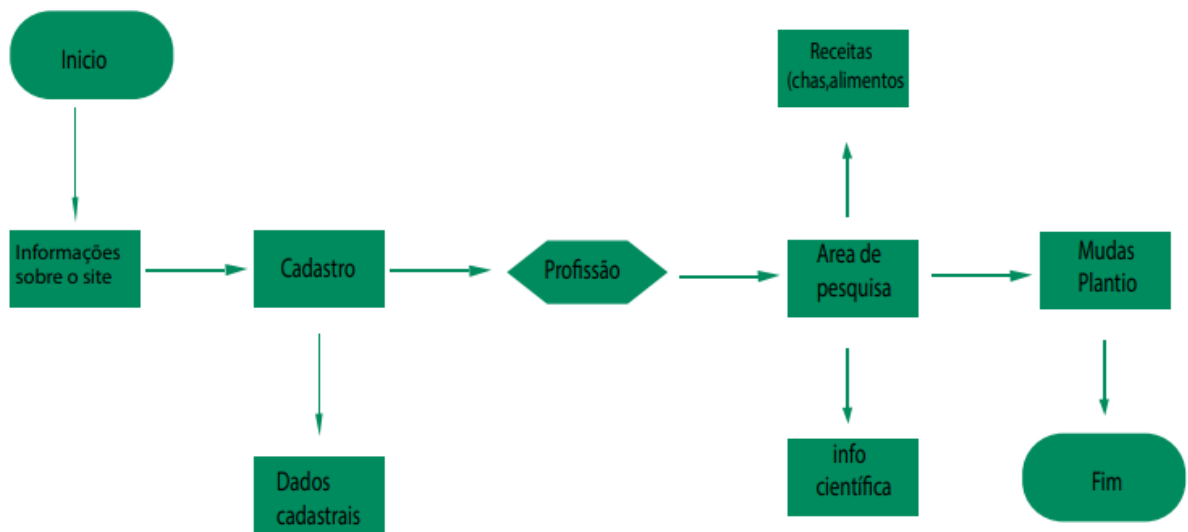 Inicio
Informações
sobre o site
Cadastro
Dados
cadastrais
Profissão
Area de
pesquisa
Receitas
(chas,alimentos
info
científica
Mudas
Plantio
Fim